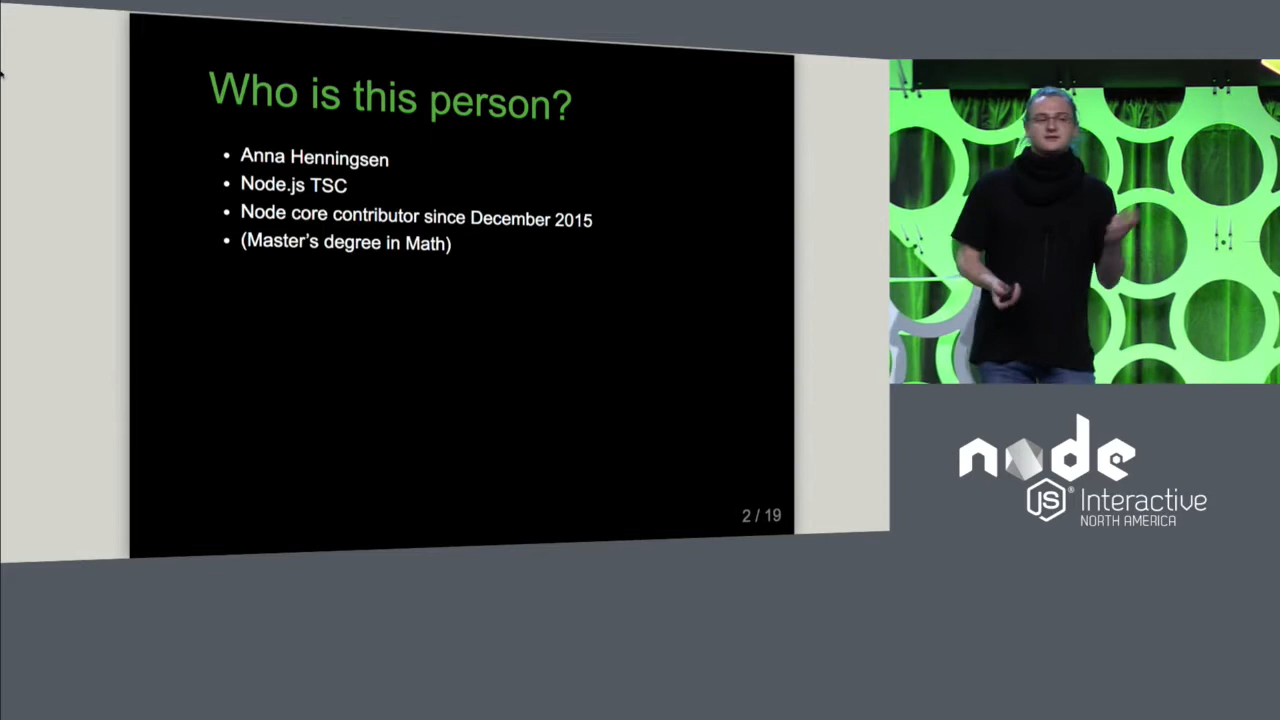 Who is this person?
• Anna Henningsen
• Node.js TSC
• Node core contributor since December 2015
• (Master's degree in Math)
2 / 19
node
JS® Interactive
NORTH AMERICA